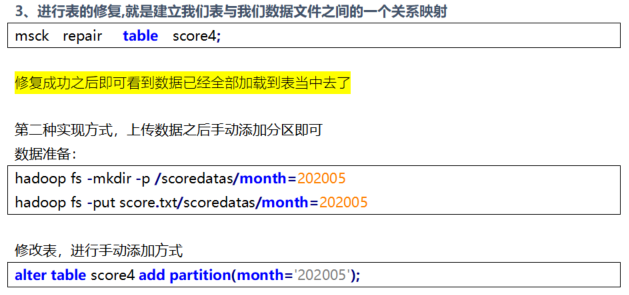 3、进行表的修复,就是建立我们表与我们数据文件之间的一个关系映射
msck repair table score4;
修复成功之后即可看到数据已经全部加载到表当中去了
第二种实现方式，上传数据之后手动添加分区即可
数据准备：
hadoop fs -mkdir -p /scoredatas/month=202005
hadoop fs -put score.txt/scoredatas/month=202005
修改表，进行手动添加方式
alter table score4 add partition(month='202005');